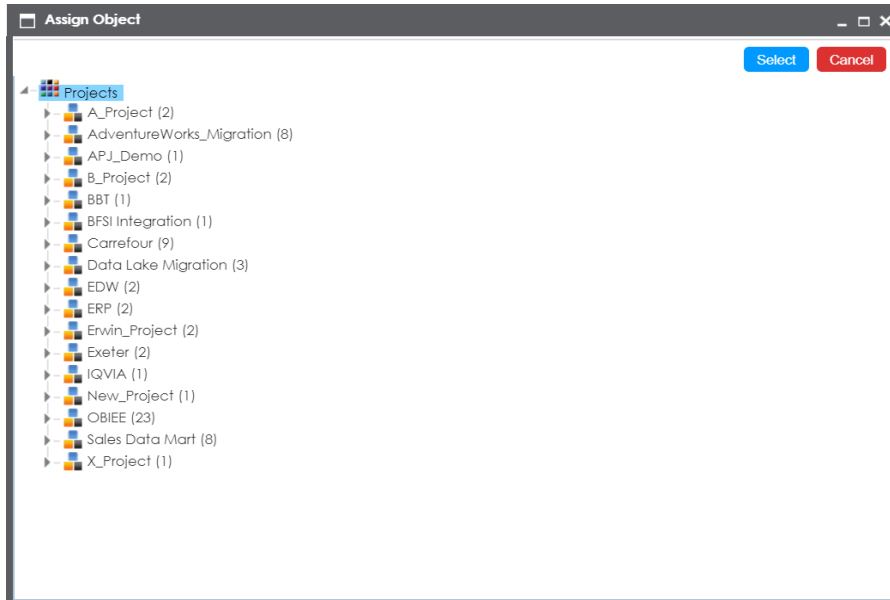 Assign Object
Select Cancel
Projects
A_Project (2)
AdventureWorks_Migration (8)
APJ_Demo (1)
B_Project (2)
BBT (1)
BFSI Integration (1)
Carrefour (9)
Data Lake Migration (3)
EDW (2)
ERP (2)
Erwin_Project (2)
Exeter (2)
IQVIA (1)
New_Project (1)
OBIEE (23)
Sales Data Mart (8)
X_Project (1)